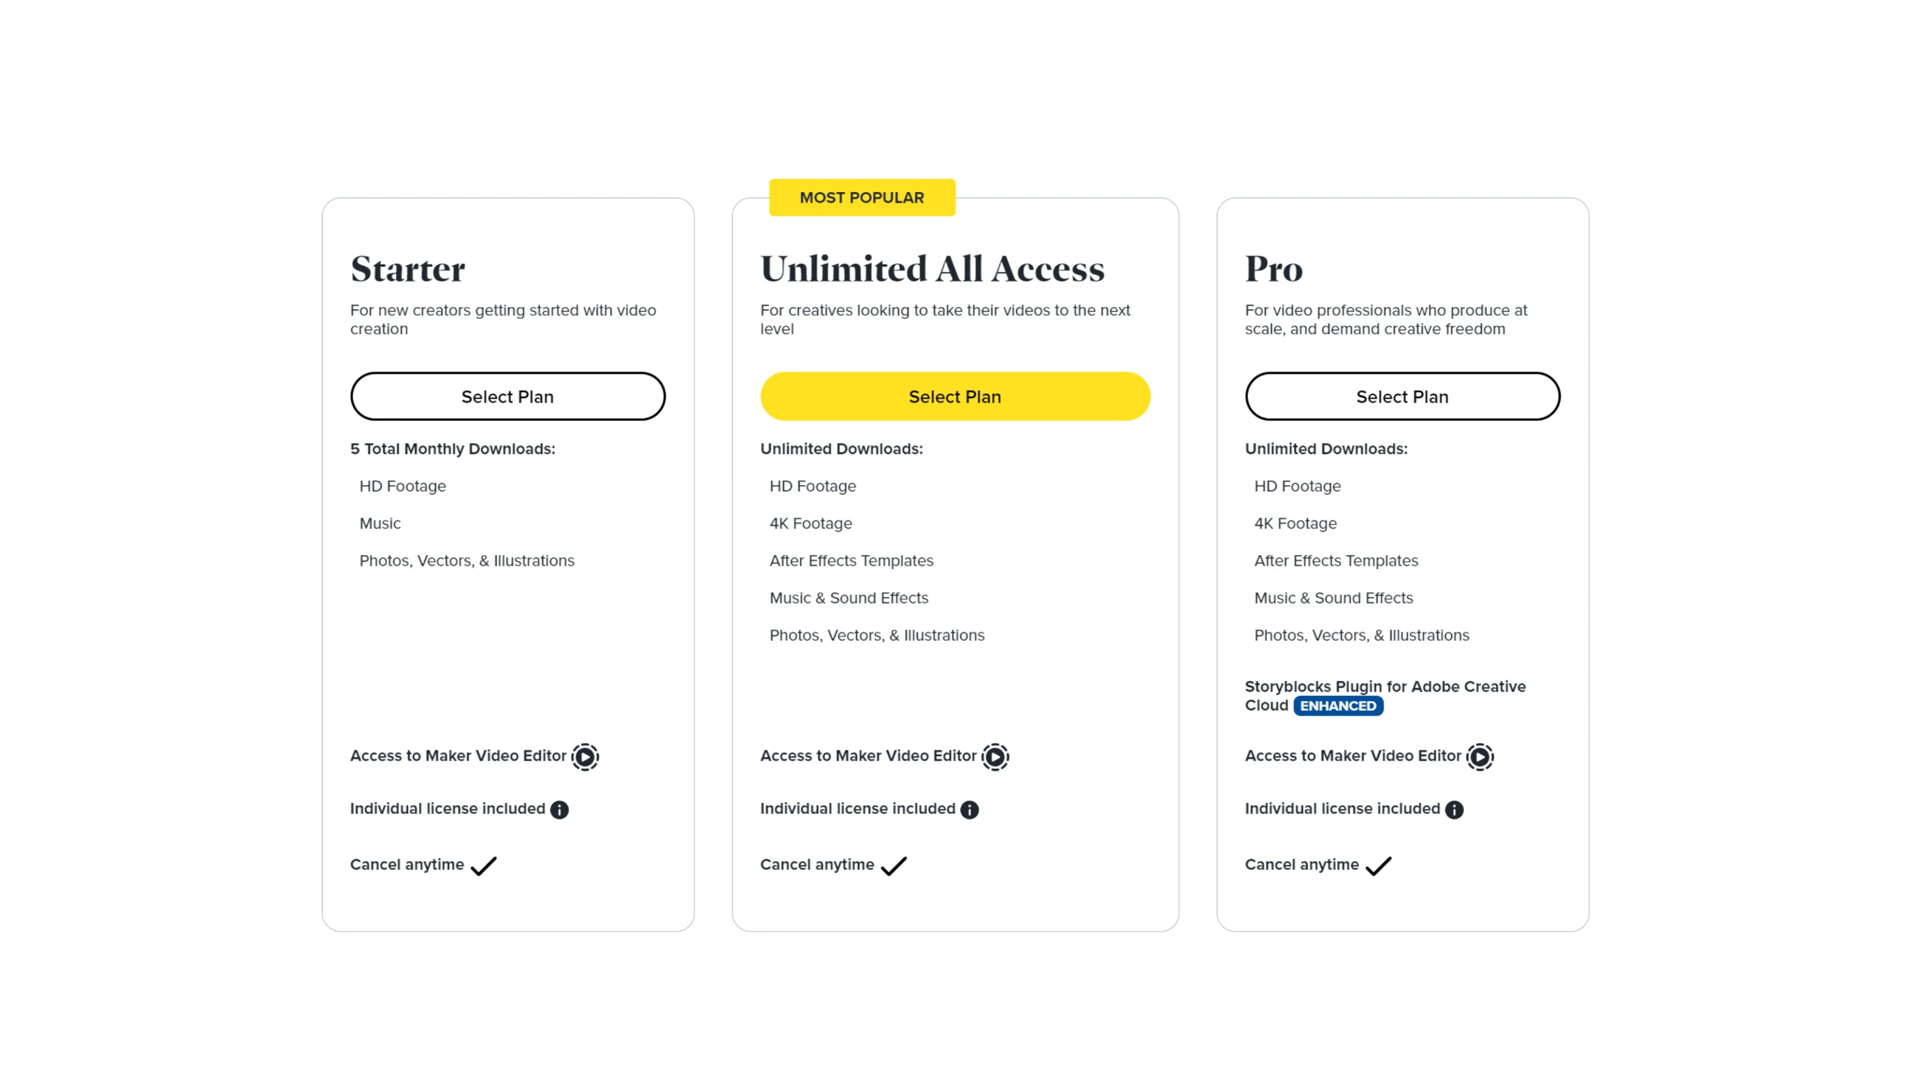 Starter
For new creators getting started with video
creation
Select Plan
5 Total Monthly Downloads:
HD Footage
Music
Photos, Vectors, & Illustrations
Access to Maker Video Editor
Individual license included
Cancel anytime
MOST POPULAR
Unlimited All Access
For creatives looking to take their videos to the next
level
Select Plan
Unlimited Downloads:
HD Footage
4K Footage
After Effects Templates
Music & Sound Effects
Photos, Vectors, & Illustrations
Access to Maker Video Editor
Individual license included
Cancel anytime
Pro
For video professionals who produce at
scale, and demand creative freedom
Select Plan
Unlimited Downloads:
HD Footage
4K Footage
After Effects Templates
Music & Sound Effects
Photos, Vectors, & Illustrations
Storyblocks Plugin for Adobe Creative
Cloud ENHANCED
Access to Maker Video Editor
Individual license included
Cancel anytime